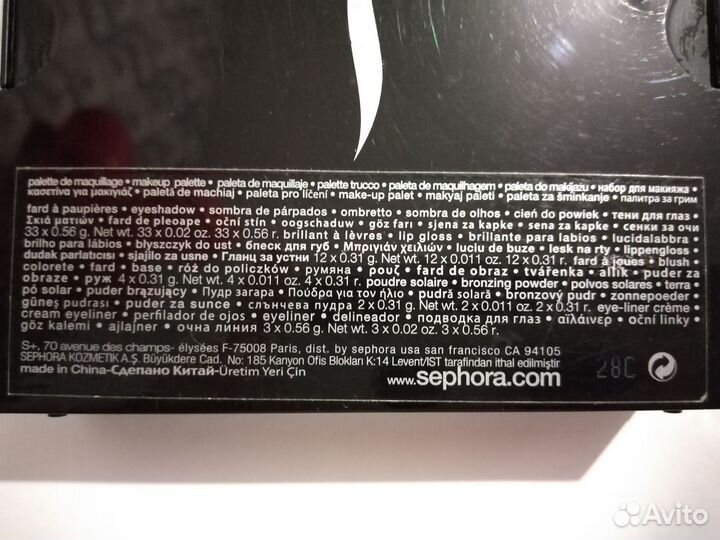 palette de maquillage • makeup palette • paleta de maquillaje • palette trucco • paleta de maquilhagem • paleta do makijażu • набор для макияжа •
κασετίνα για μακιγιάζ • paletă de machiaj • paleta pro líčení • make-up palet • makyaj paleti • paleta za šminkanje • палитра за грим
fard à paupières • eyeshadow • sombra de párpados • ombretto • sombra de olhos • cień do powiek • тени для глаз
Σκιά ματιών • fard de pleoape • oční stín • oogschaduw • göz farı • sjena za kapke • sena za kapke • сенки за очи
33 x 0.56 g. Net wt. 33 x 0.02 oz. 33 x 0.56 г. brillant à lèvres • lip gloss • brillante para labios • lucidalabbra •
brilho para lábios • błyszczyk do ust • блеск для губ • Μπριγιάν χειλιών • luciu de buze • lesk na rty • lippengloss
dudak parlatıcısı • sjajilo za usne • Гланц за устни 12 x 0.31 g. Net wt. 12 x 0.011 oz. 12 x 0.31 г. fard à joues • blush
colorete • fard • base • róż do policzków • румяна • ρουζ • fard de obraz • tvářenka • allık • puder za
obraze • руж 4 x 0.31 g. Net wt. 4 x 0.011 oz. 4 x 0.31 г. poudre solaire • bronzing powder • polvos solares • terra
pó solar • puder brązujący • Пудр загара • Πούδρα για τον ήλιο • pudră solară • bronzový pudr • zonnepoeder •
güneş pudrası • puder za sunce • слънчева пудра 2 x 0.31 g. Net wt. 2 x 0.011 oz. 2 x 0.31 г. eye-liner crème
cream eyeliner • perfilador de ojos • eyeliner • delineador • подводка для глаз • αϊλάινερ • oční linky
göz kalemi • ajlajner • очна линия 3 x 0.56 g. Net wt. 3 x 0.02 oz. 3 x 0.56 г.
S+, 70 avenue des champs- élysées F-75008 Paris, dist. by sephora usa san francisco CA 94105
SEPHORA KOZMETIK A.Ş. Büyükdere Cad. No: 185 Kanyon Ofis Blokları K:14 Levent/IST tarafından ithal edilmiştir
made in China-Сделано Китай-Üretim Yeri Çin
www.sephora.com
28C
Avito